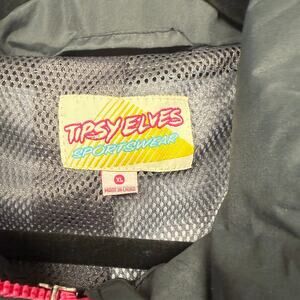 TIPSY ELVES
SPORTSWEAR
XL
MADE IN CHINA